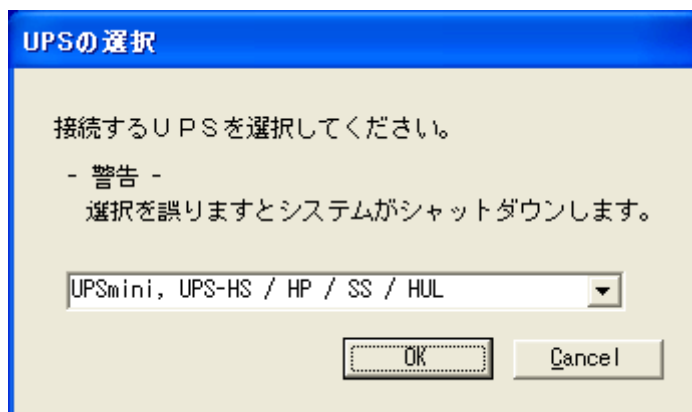 UPSの選択
接続するＵＰＳを選択してください。
- 警告 -
選択を誤りますとシステムがシャットダウンします。
UPSmini, UPS-HS / HP / SS / HUL
OK
Cancel